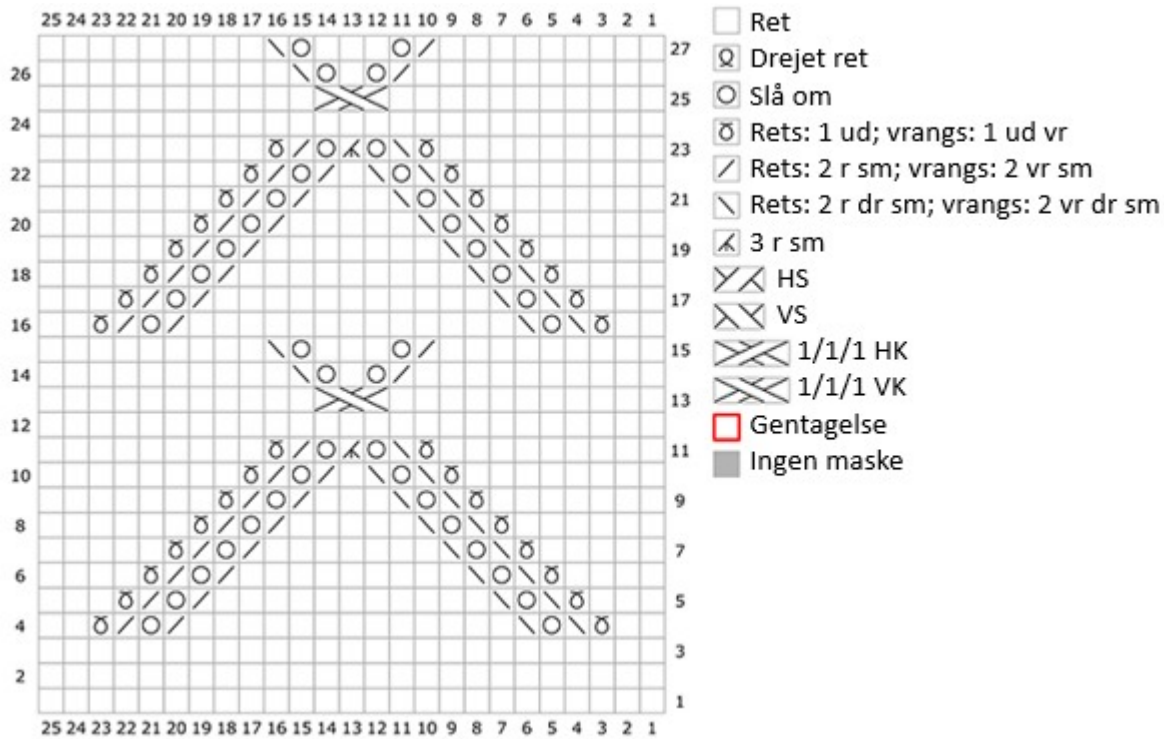 25 24 23 22 21 20 19 18 17 16 15 14 13 12 11 10 9 8 7 6 5 4 3 2 1
27
26
25
24
23
22
21
20
19
18
17
16
15
14
13
12
11
10
9
8
7
6
5
4
3
2
1
25 24 23 22 21 20 19 18 17 16 15 14 13 12 11 10 9 8 7 6 5 4 3 2 1
Ret
Drejet ret
Slå om
Rets: 1 ud; vrangs: 1 ud vr
Rets: 2 r sm; vrangs: 2 vr sm
Rets: 2 r dr sm; vrangs: 2 vr dr sm
3 r sm
HS
VS
1/1/1 HK
1/1/1 VK
Gentagelse
Ingen maske